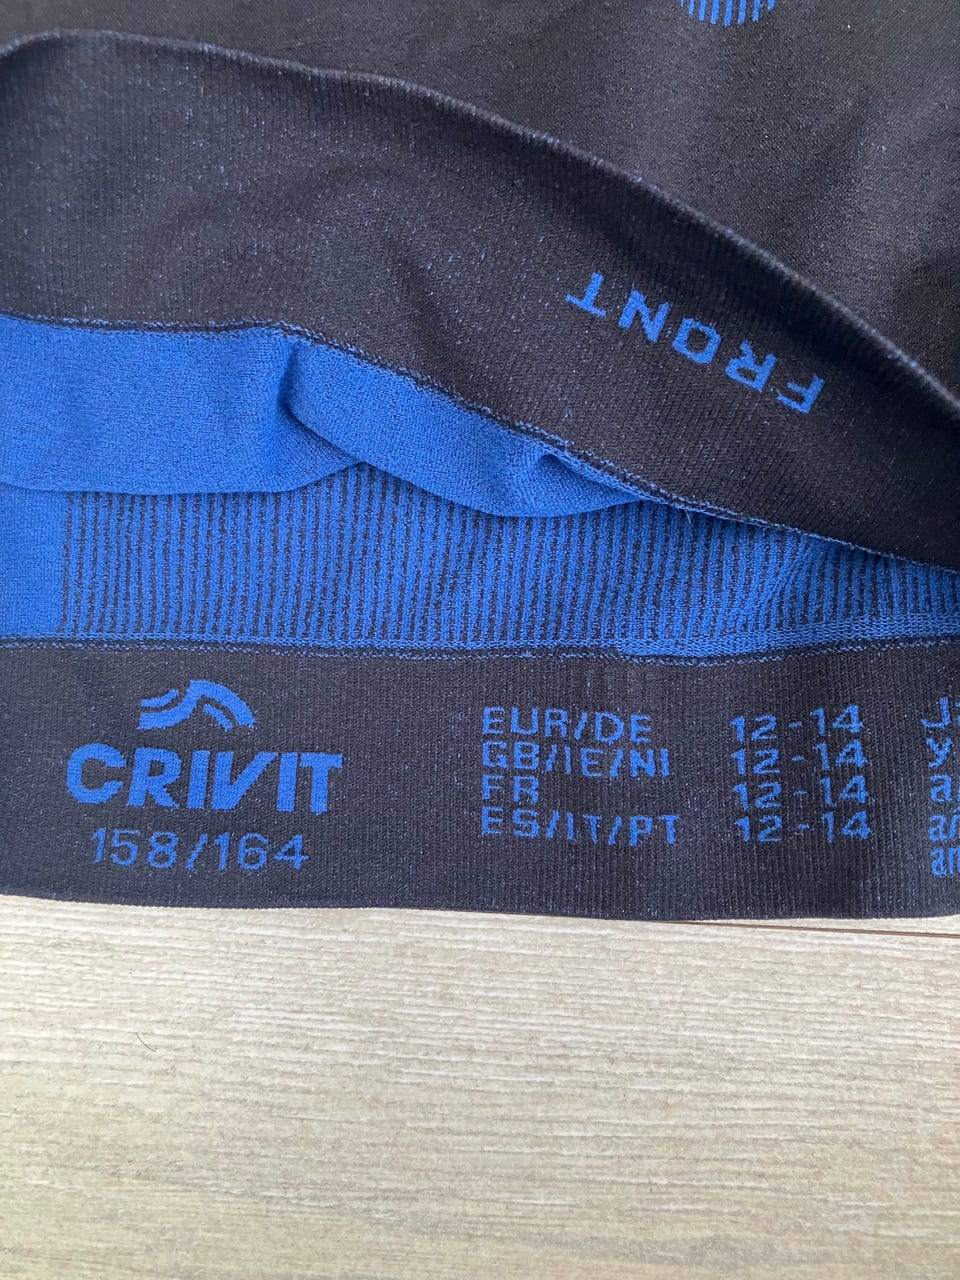 FRONT
CRIVIT
158/164
EUR/DE 12-14
GB/IE/NI 12-14
FR 12-14
ES/IT/PT 12-14